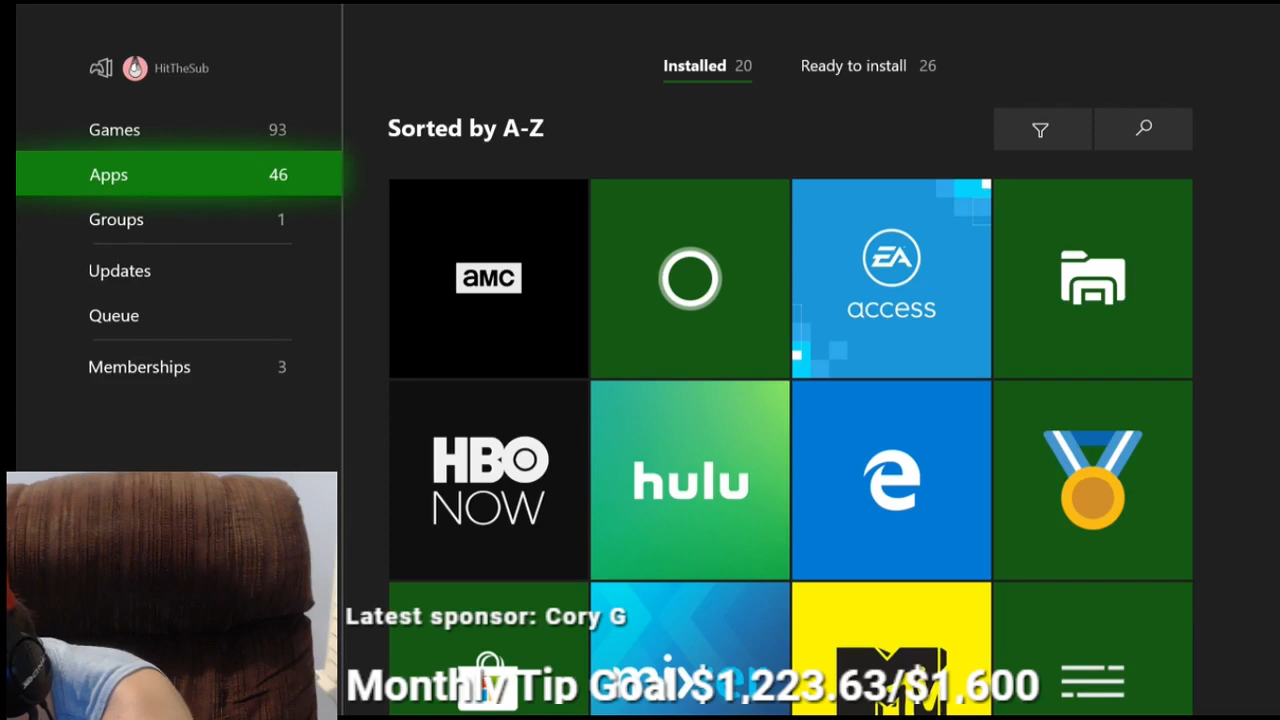 HitTheSub
Games 93
Apps 46
Groups 1
Updates
Queue
Memberships 3
Installed 20
Ready to install 26
Sorted by A-Z
amc
EA
access
HBO
NOW
hulu
Latest sponsor: Cory G
mixer
Monthly Tip Goal $1,223.63/$1,600